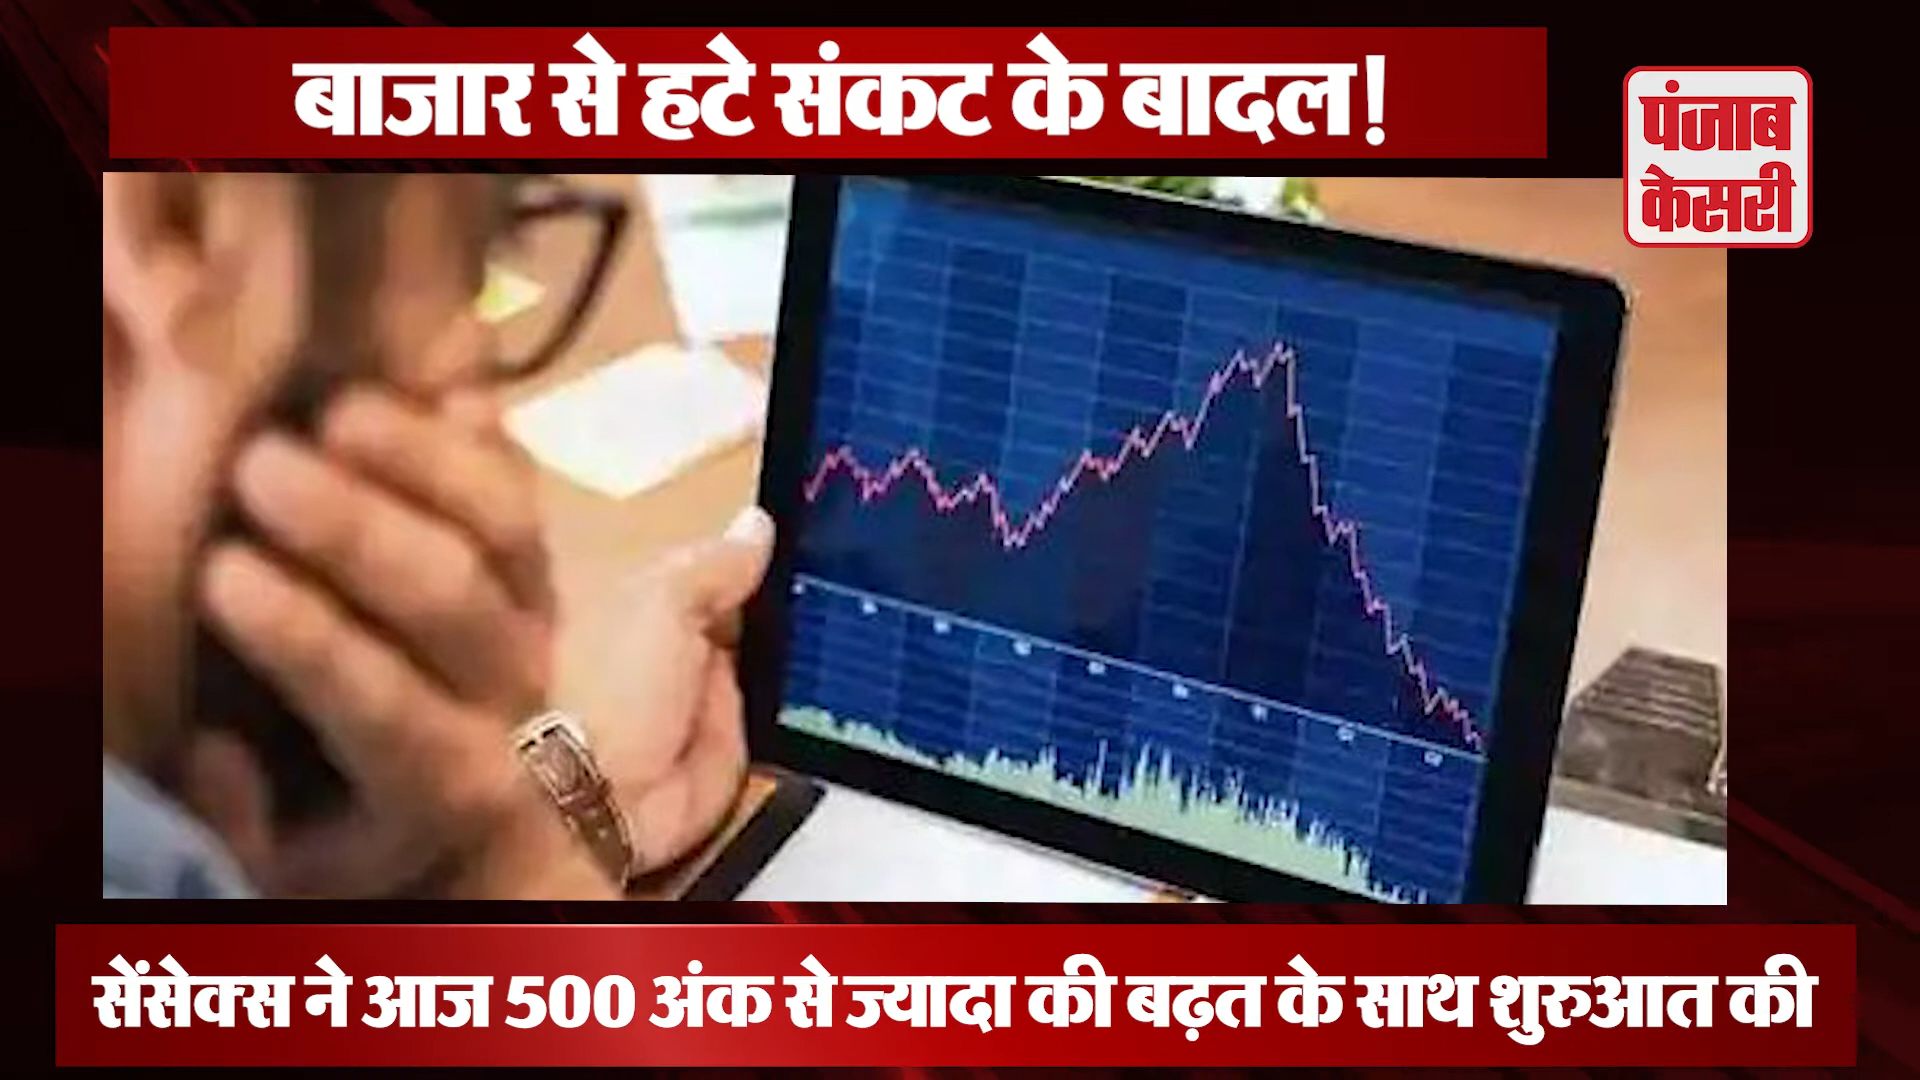 बाजार से हटे संकट के बादल!
पंजाब
केसरी
सेंसेक्स ने आज 500 अंक से ज्यादा की बढ़त के साथ शुरुआत की